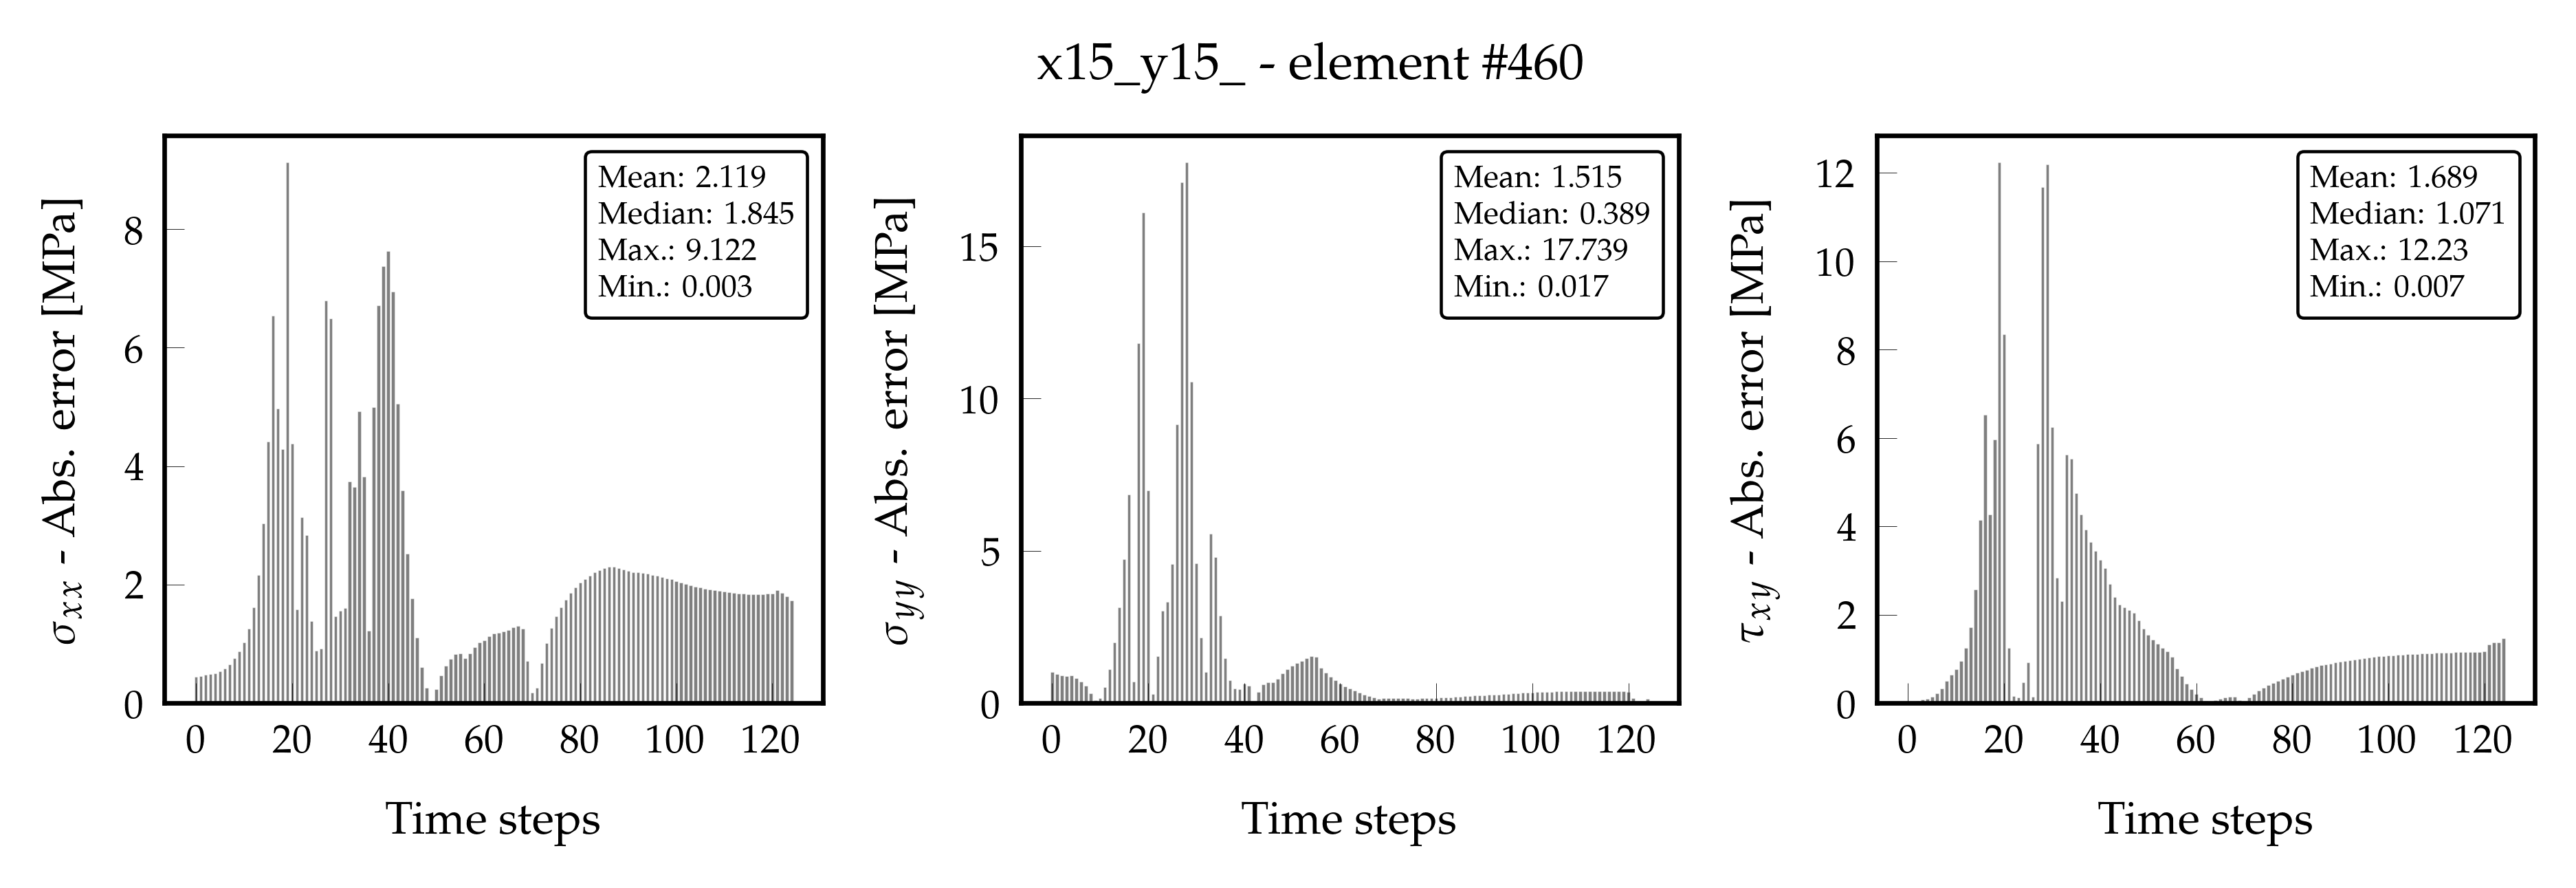 x15_y15_ - element #460
σxx - Abs. error [MPa]
8
6
4
2
0
0 20 40 60 80 100 120
Time steps
Mean: 2.119
Median: 1.845
Max.: 9.122
Min.: 0.003
σyy - Abs. error [MPa]
15
10
5
0
0 20 40 60 80 100 120
Time steps
Mean: 1.515
Median: 0.389
Max.: 17.739
Min.: 0.017
τxy - Abs. error [MPa]
12
10
8
6
4
2
0
0 20 40 60 80 100 120
Time steps
Mean: 1.689
Median: 1.071
Max.: 12.23
Min.: 0.007